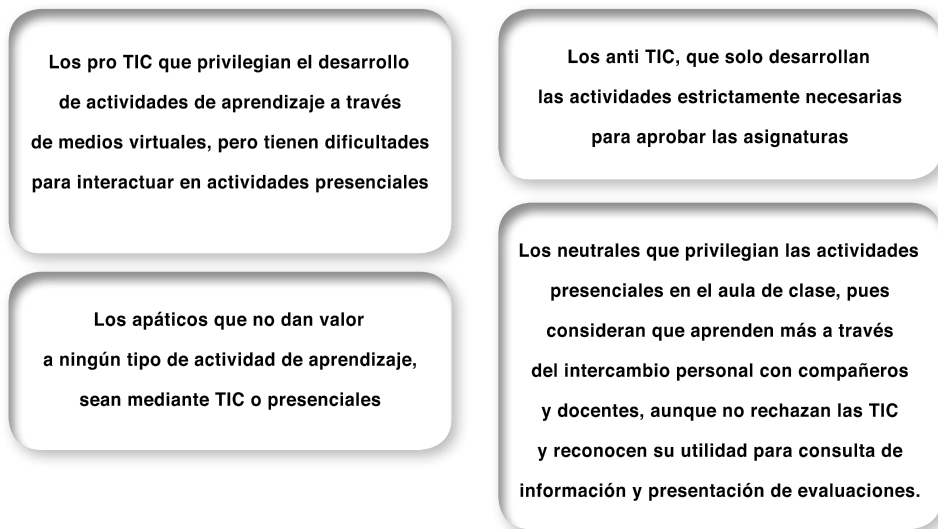 Los pro TIC que privilegian el desarrollo
de actividades de aprendizaje a través
de medios virtuales, pero tienen dificultades
para interactuar en actividades presenciales
Los anti TIC, que solo desarrollan
las actividades estrictamente necesarias
para aprobar las asignaturas
Los apáticos que no dan valor
a ningún tipo de actividad de aprendizaje,
sean mediante TIC o presenciales
Los neutrales que privilegian las actividades
presenciales en el aula de clase, pues
consideran que aprenden más a través
del intercambio personal con compañeros
y docentes, aunque no rechazan las TIC
y reconocen su utilidad para consulta de
información y presentación de evaluaciones.